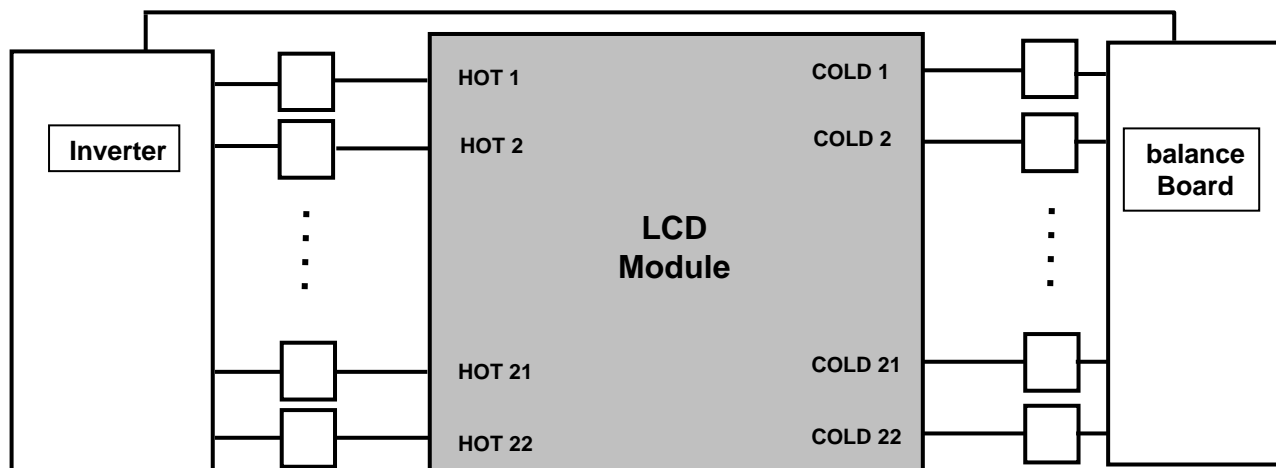 Inverter
HOT 1
HOT 2
HOT 21
HOT 22
LCD
Module
COLD 1
COLD 2
COLD 21
COLD 22
balance
Board